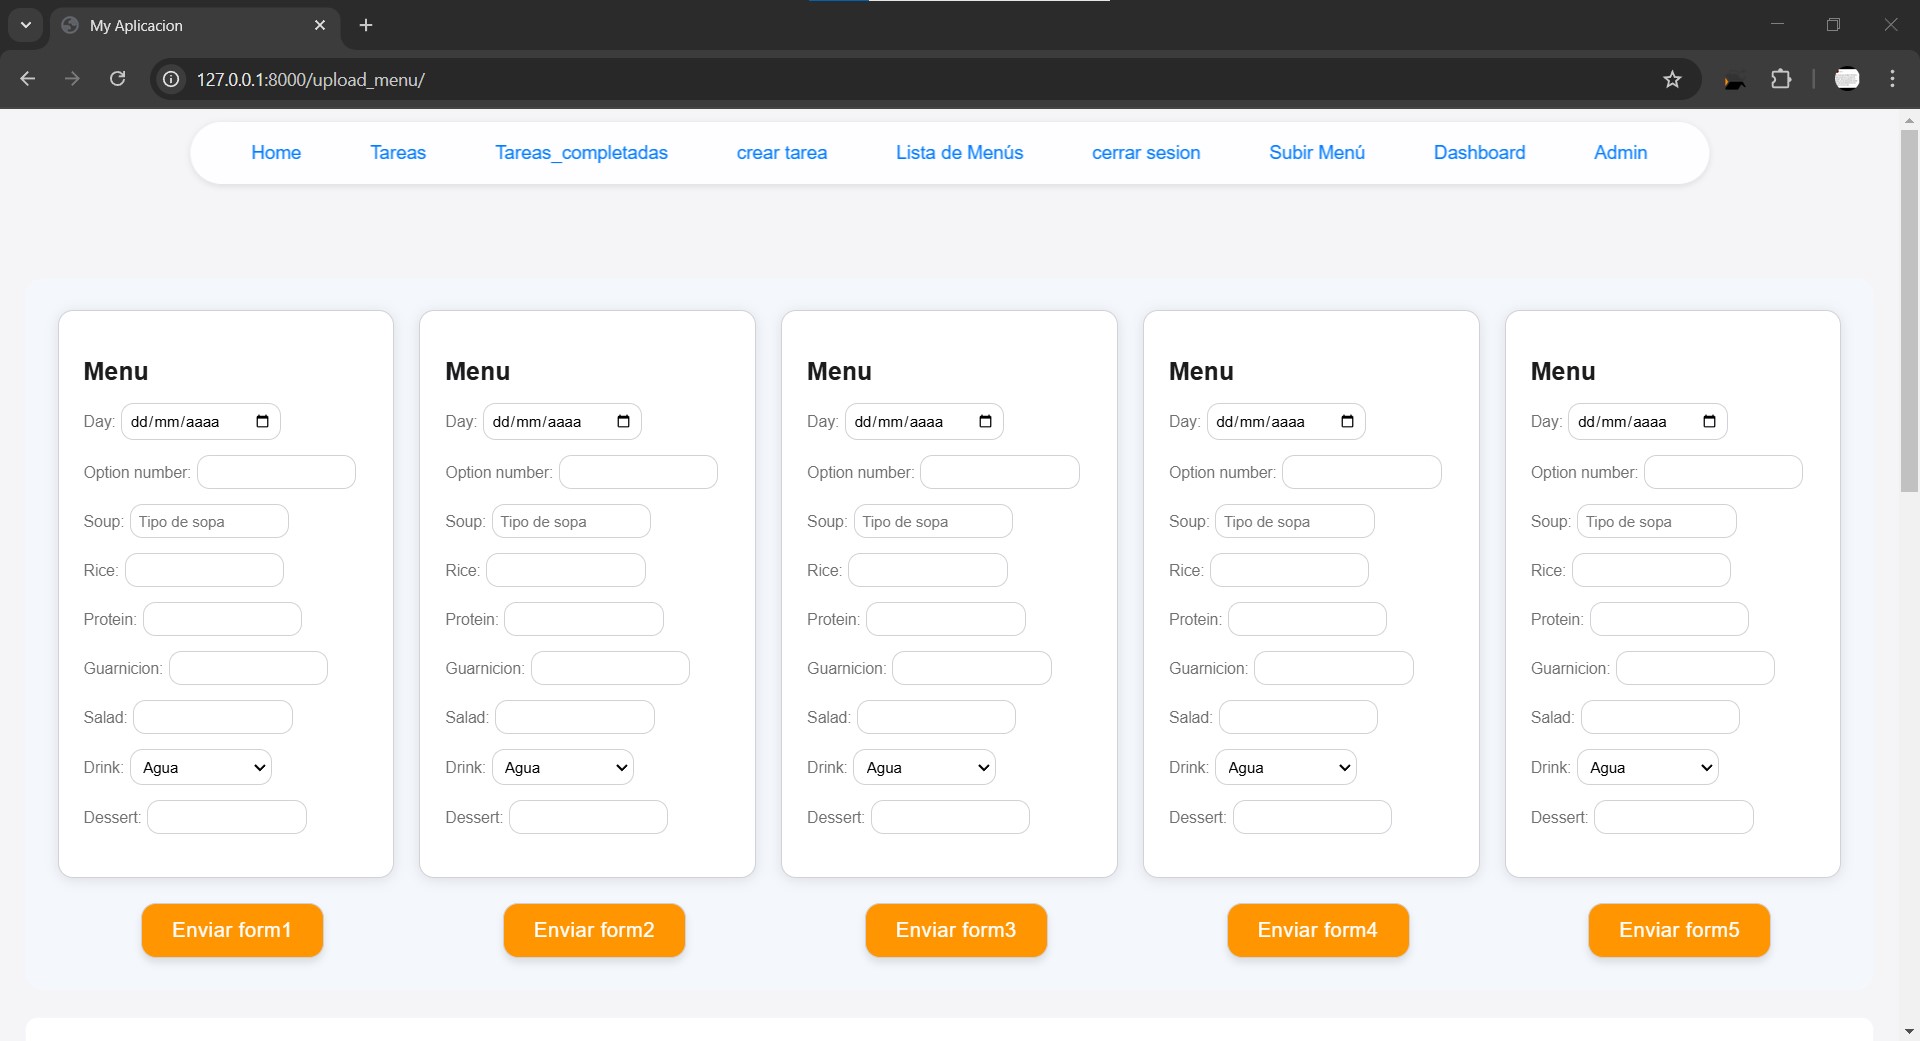 My Aplicacion
127.0.0.1:8000/upload_menu/
Home Tareas Tareas_completadas crear tarea Lista de Menús cerrar sesion Subir Menú Dashboard Admin
Menu
Day: dd/mm/aaaa
Option number:
Soup: Tipo de sopa
Rice:
Protein:
Guarnicion:
Salad:
Drink: Agua
Dessert:
Enviar form1
Menu
Day: dd/mm/aaaa
Option number:
Soup: Tipo de sopa
Rice:
Protein:
Guarnicion:
Salad:
Drink: Agua
Dessert:
Enviar form2
Menu
Day: dd/mm/aaaa
Option number:
Soup: Tipo de sopa
Rice:
Protein:
Guarnicion:
Salad:
Drink: Agua
Dessert:
Enviar form3
Menu
Day: dd/mm/aaaa
Option number:
Soup: Tipo de sopa
Rice:
Protein:
Guarnicion:
Salad:
Drink: Agua
Dessert:
Enviar form4
Menu
Day: dd/mm/aaaa
Option number:
Soup: Tipo de sopa
Rice:
Protein:
Guarnicion:
Salad:
Drink: Agua
Dessert:
Enviar form5